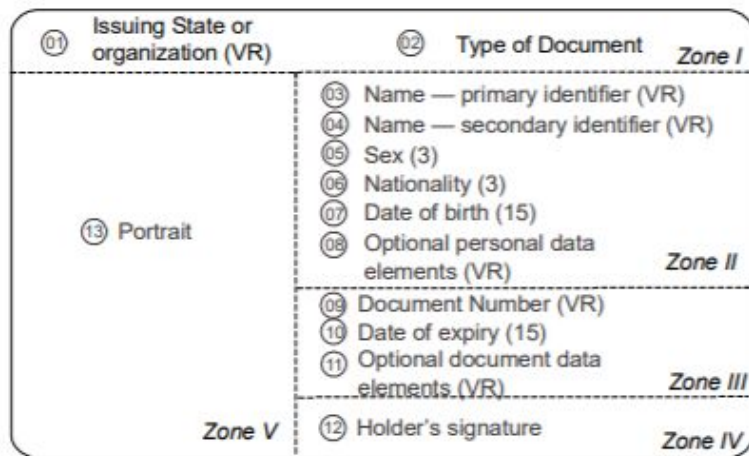 01 Issuing State or
organization (VR)
02 Type of Document
Zone I
03 Name — primary identifier (VR)
04 Name — secondary identifier (VR)
05 Sex (3)
06 Nationality (3)
07 Date of birth (15)
08 Optional personal data
elements (VR)
Zone II
09 Document Number (VR)
10 Date of expiry (15)
11 Optional document data
elements (VR)
Zone III
12 Holder's signature
Zone IV
13 Portrait
Zone V